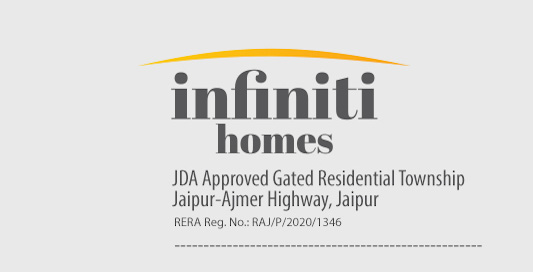 infiniti
homes
JDA Approved Gated Residential Township
Jaipur-Ajmer Highway, Jaipur
RERA Reg. No.: RAJ/P/2020/1346